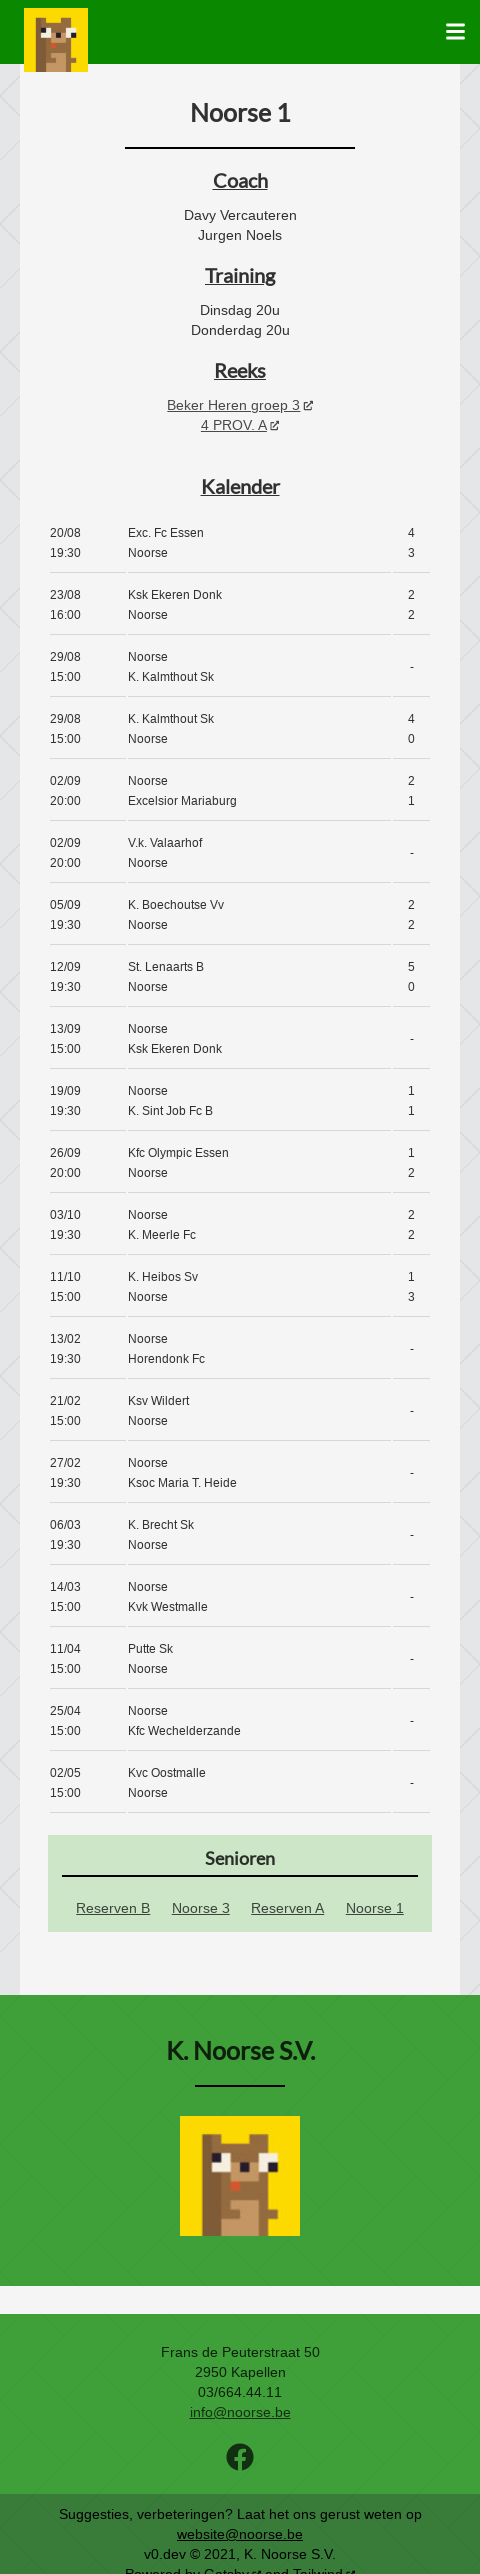 Noorse 1
Coach
Davy Vercauteren
Jurgen Noels
Training
Dinsdag 20u
Donderdag 20u
Reeks
Beker Heren groep 3
4 PROV. A
Kalender
20/08 Exc. Fc Essen 4
19:30 Noorse 3
23/08 Ksk Ekeren Donk 2
16:00 Noorse 2
29/08 Noorse
-
15:00 K. Kalmthout Sk
29/08 K. Kalmthout Sk 4
15:00 Noorse 0
02/09 Noorse 2
20:00 Excelsior Mariaburg 1
02/09 V.k. Valaarhof
-
20:00 Noorse
05/09 K. Boechoutse Vv 2
19:30 Noorse 2
12/09 St. Lenaarts B 5
19:30 Noorse 0
13/09 Noorse
-
15:00 Ksk Ekeren Donk
19/09 Noorse 1
19:30 K. Sint Job Fc B 1
26/09 Kfc Olympic Essen 1
20:00 Noorse 2
03/10 Noorse 2
19:30 K. Meerle Fc 2
11/10 K. Heibos Sv 1
15:00 Noorse 3
13/02 Noorse
-
19:30 Horendonk Fc
21/02 Ksv Wildert
-
15:00 Noorse
27/02 Noorse
-
19:30 Ksoc Maria T. Heide
06/03 K. Brecht Sk
-
19:30 Noorse
14/03 Noorse
-
15:00 Kvk Westmalle
11/04 Putte Sk
-
15:00 Noorse
25/04 Noorse
-
15:00 Kfc Wechelderzande
02/05 Kvc Oostmalle
-
15:00 Noorse
Senioren
Reserven B Noorse 3 Reserven A Noorse 1
K. Noorse S.V.
Frans de Peuterstraat 50
2950 Kapellen
03/664.44.11
info@noorse.be
Suggesties, verbeteringen? Laat het ons gerust weten op
website@noorse.be
v0.dev © 2021, K. Noorse S.V.
Powered by Gatsby and Tailwind